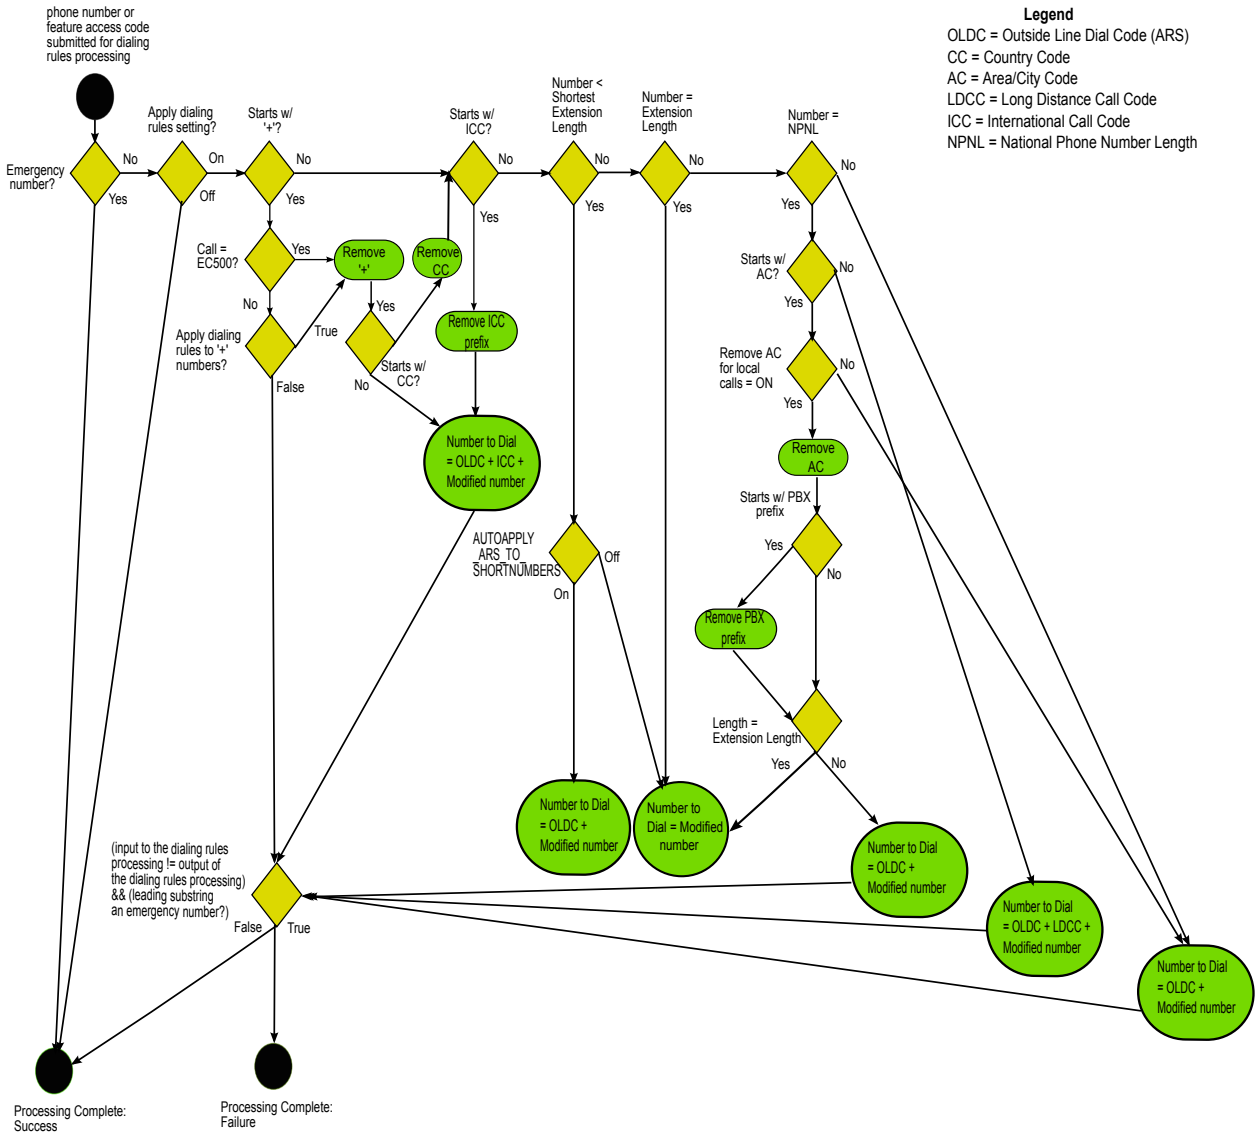 phone number or
feature access code
submitted for dialing
rules processing
Legend
OLDC = Outside Line Dial Code (ARS)
CC = Country Code
AC = Area/City Code
LDCC = Long Distance Call Code
ICC = International Call Code
NPNL = National Phone Number Length
Apply dialing
rules setting?
Starts w/
'+'?
Starts w/
ICC?
Number <
Shortest
Extension
Length
Number =
Extension
Length
Number =
NPNL
Emergency
number?
No
Yes
On
Off
No
Yes
No
Yes
No
Yes
No
Yes
No
Yes
Call =
EC500?
Yes
No
Remove
'+'
Remove
CC
Starts w/
AC?
No
Yes
Apply dialing
rules to '+'
numbers?
True
False
Yes
Starts w/
CC?
No
Remove ICC
prefix
Remove AC
for local
calls = ON
No
Yes
Number to Dial
= OLDC + ICC +
Modified number
Remove
AC
Starts w/ PBX
prefix
Yes
No
AUTOAPPLY
_ARS_TO_
SHORTNUMBERS
Off
On
Remove PBX
prefix
Length =
Extension Length
Yes
No
Number to Dial
= OLDC +
Modified number
Number to
Dial = Modified
number
Number to Dial
= OLDC +
Modified number
(input to the dialing rules
processing != output of
the dialing rules processing)
&& (leading substring
an emergency number?)
False
True
Number to Dial
= OLDC + LDCC +
Modified number
Number to Dial
= OLDC +
Modified number
Processing Complete:
Success
Processing Complete:
Failure